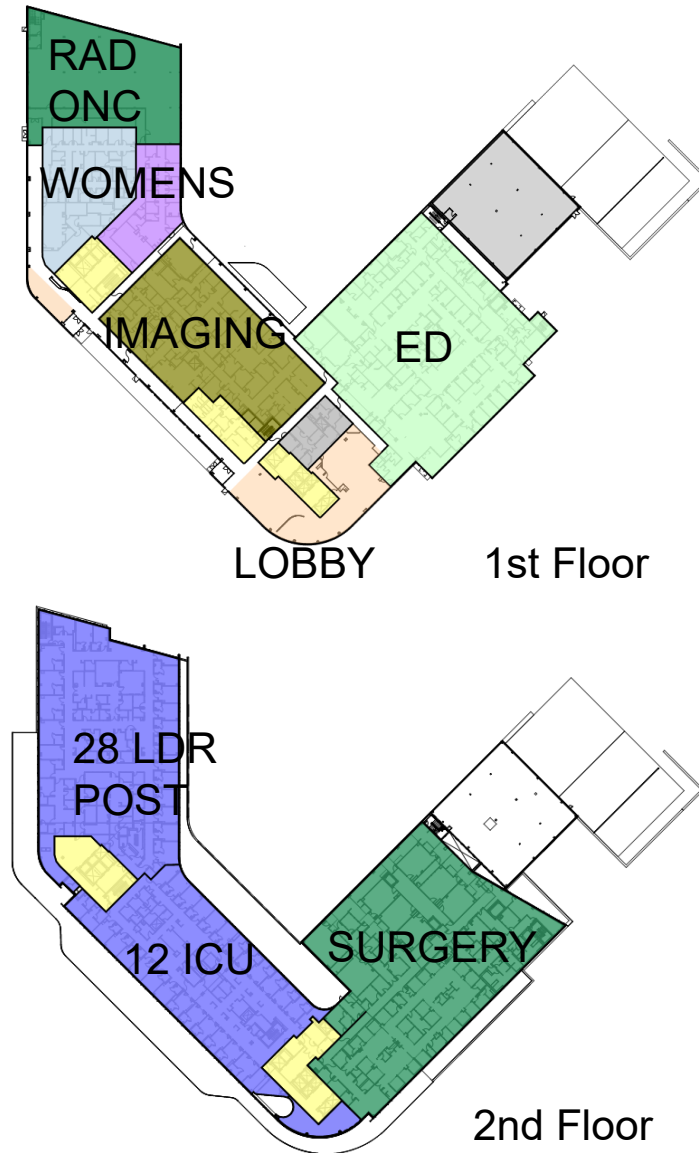 RAD
ONC
WOMENS
IMAGING
ED
LOBBY
1st Floor
28 LDR
POST
12 ICU
SURGERY
2nd Floor